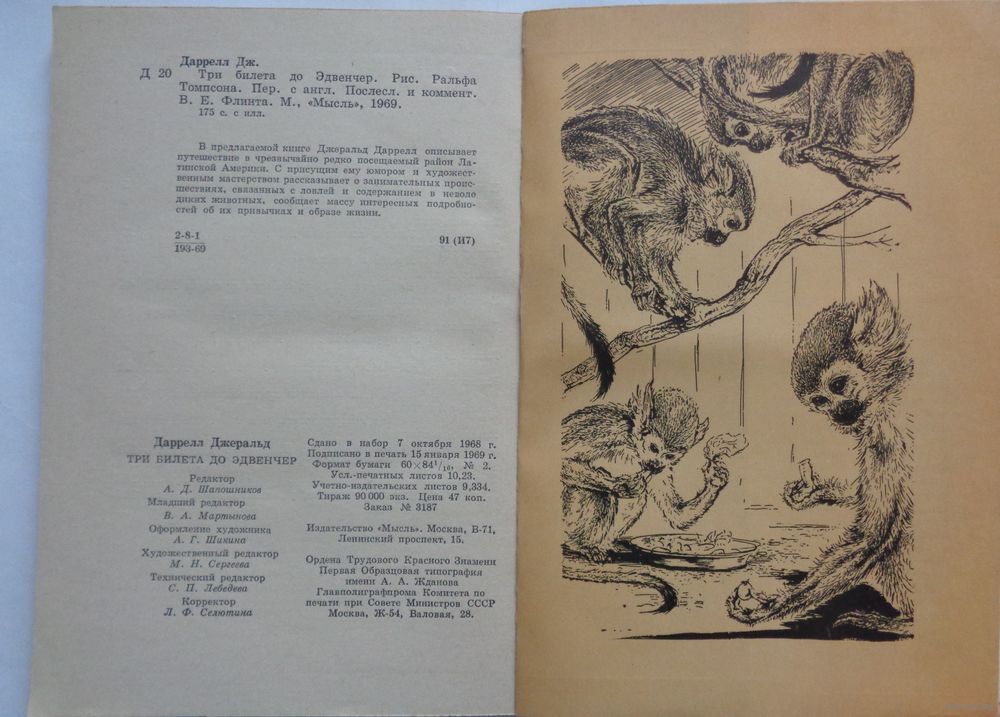 Даррелл Дж.
Д 20 Три билета до Эдвенчер. Рис. Ральфа
Томпсона. Пер. с англ. Послесл. и коммент.
В. Е. Флинта. М., «Мысль», 1969.
175 с. с илл.
В предлагаемой книге Джеральд Даррелл описывает
путешествие в чрезвычайно редко посещаемый район Ла-
тинской Америки. С присущим ему юмором и художест-
венным мастерством рассказывает о занимательных проис-
шествиях, связанных с ловлей и содержанием в неволе
диких животных, сообщает массу интересных подробно-
стей об их привычках и образе жизни.
2-8-1
193-69
91 (И7)
Даррелл Джеральд
ТРИ БИЛЕТА ДО ЭДВЕНЧЕР
Редактор
А. Д. Шапошников
Младший редактор
В. А. Мартынова
Оформление художника
А. Г. Шикина
Художественный редактор
М. Н. Сергеева
Технический редактор
С. П. Лебедева
Корректор
Л. Ф. Селютина
Сдано в набор 7 октября 1968 г.
Подписано в печать 15 января 1969 г.
Формат бумаги 60×84¹/₁₆, № 2.
Усл.-печатных листов 10,23.
Учетно-издательских листов 9,334.
Тираж 90 000 экз. Цена 47 коп.
Заказ № 3187
Издательство «Мысль». Москва, В-71,
Ленинский проспект, 15.
Ордена Трудового Красного Знамени
Первая Образцовая типография
имени А. А. Жданова
Главполиграфпрома Комитета по
печати при Совете Министров СССР
Москва, Ж-54, Валовая, 28.